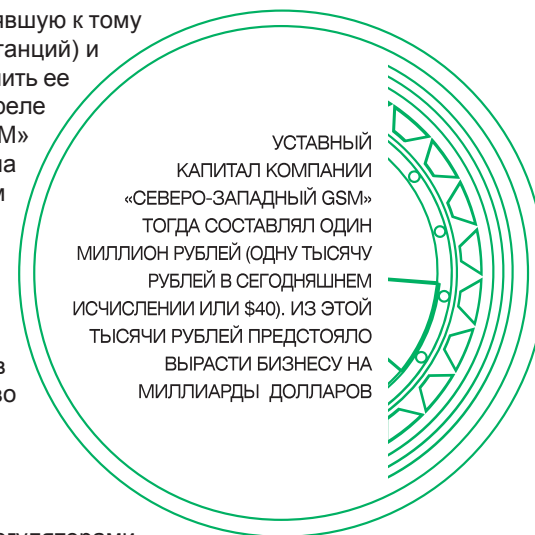 танций) и
УСТАВНЫЙ
КАПИТАЛ КОМПАНИИ
«СЕВЕРО-ЗАПАДНЫЙ GSM»
ТОГДА СОСТАВЛЯЛ ОДИН
МИЛЛИОН РУБЛЕЙ (ОДНУ ТЫСЯЧУ
РУБЛЕЙ В СЕГОДНЯШНЕМ
ИСЧИСЛЕНИИ ИЛИ $40). ИЗ ЭТОЙ
ТЫСЯЧИ РУБЛЕЙ ПРЕДСТОЯЛО
ВЫРАСТИ БИЗНЕСУ НА
МИЛЛИАРДЫ ДОЛЛАРОВ